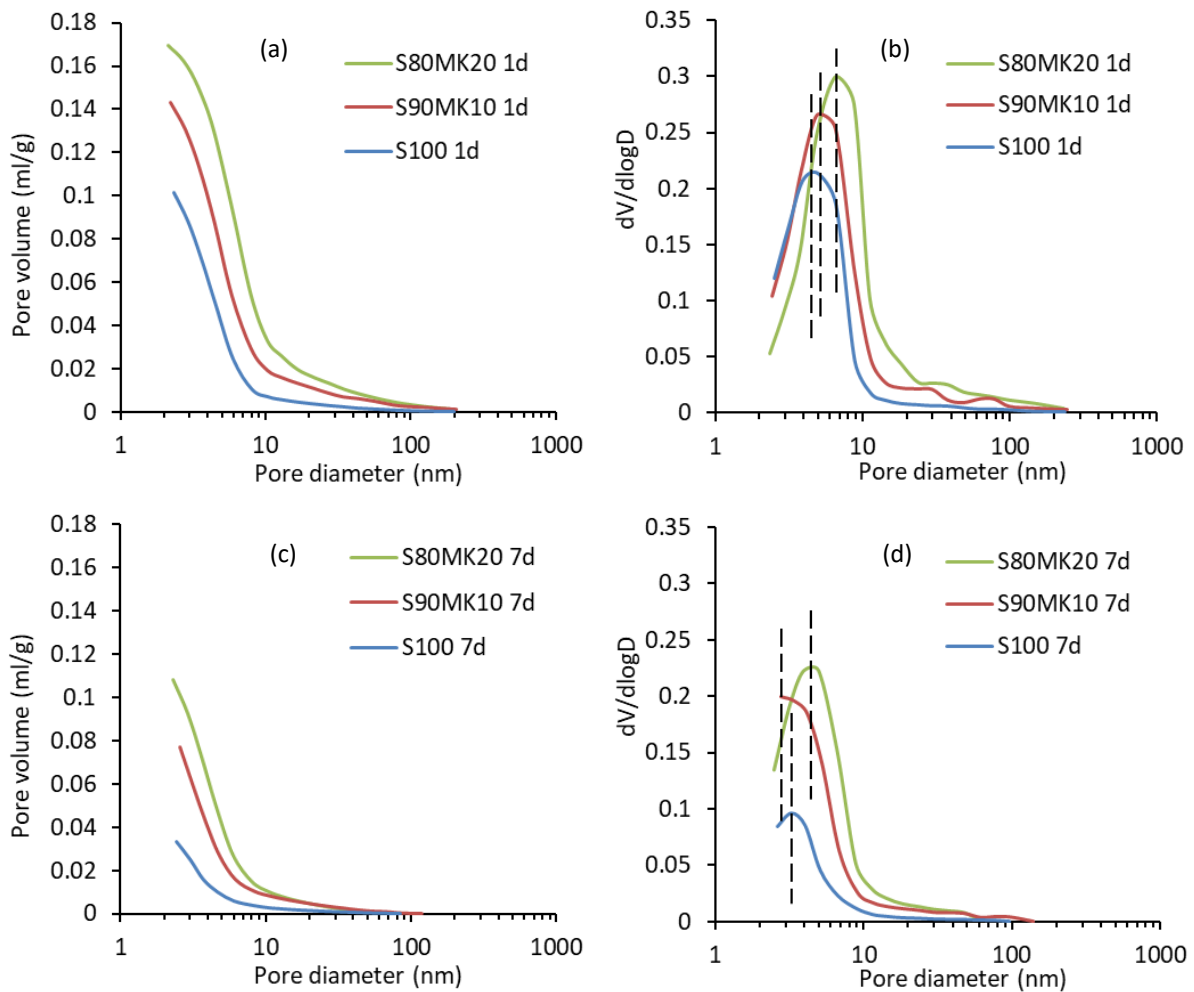 (a)
Pore volume (ml/g)
0.18
0.16
0.14
0.12
0.1
0.08
0.06
0.04
0.02
0
1 10 100 1000
Pore diameter (nm)
S80MK20 1d
S90MK10 1d
S100 1d
(b)
dV/dlogD
0.35
0.3
0.25
0.2
0.15
0.1
0.05
0
1 10 100 1000
Pore diameter (nm)
S80MK20 1d
S90MK10 1d
S100 1d
(c)
Pore volume (ml/g)
0.18
0.16
0.14
0.12
0.1
0.08
0.06
0.04
0.02
0
1 10 100 1000
Pore diameter (nm)
S80MK20 7d
S90MK10 7d
S100 7d
(d)
dV/dlogD
0.35
0.3
0.25
0.2
0.15
0.1
0.05
0
1 10 100 1000
Pore diameter (nm)
S80MK20 7d
S90MK10 7d
S100 7d